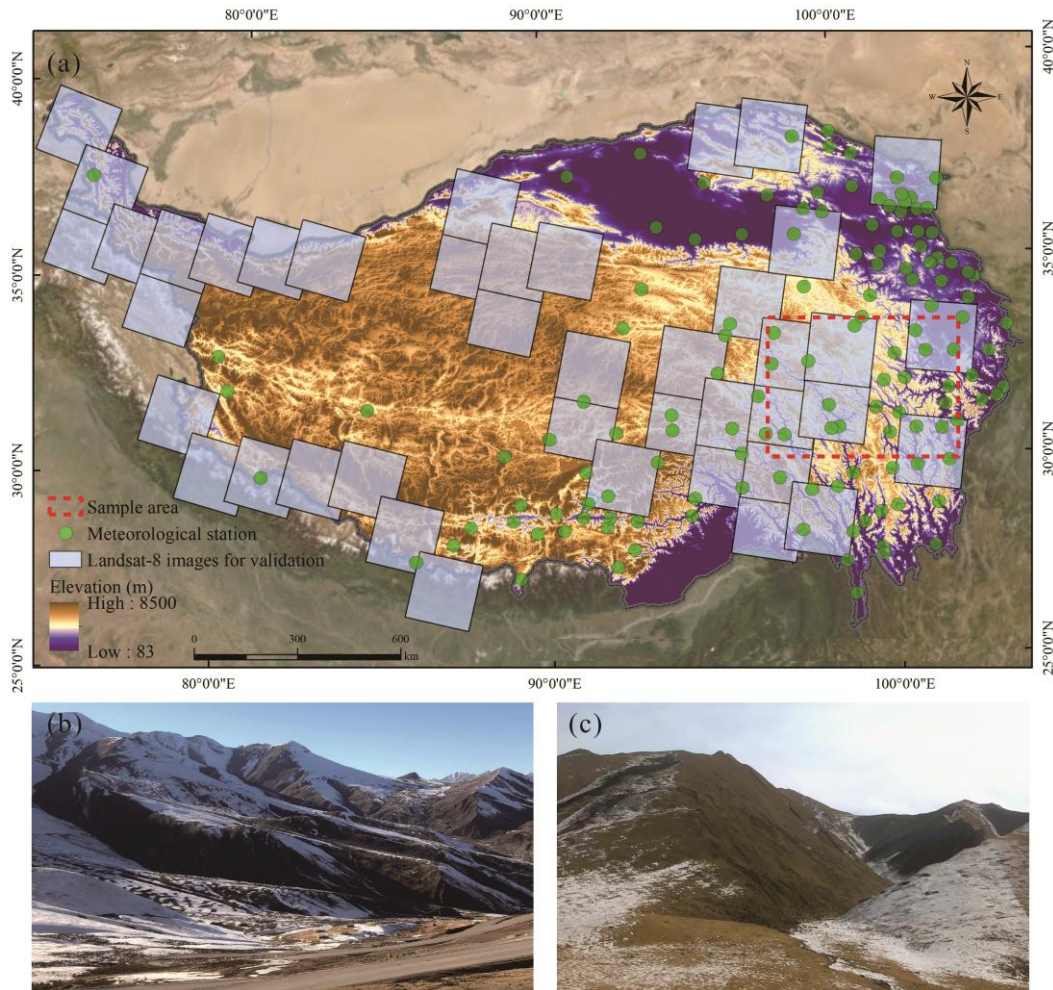 80°0'0"E 90°0'0"E 100°0'0"E
(a)
40°0'0"N 40°0'0"N
N
W E
S
35°0'0"N 35°0'0"N
30°0'0"N 30°0'0"N
Sample area
Meteorological station
Landsat-8 images for validation
Elevation (m)
High : 8500
Low : 83
0 300 600
km
25°0'0"N 25°0'0"N
80°0'0"E 90°0'0"E 100°0'0"E
(b) (c)